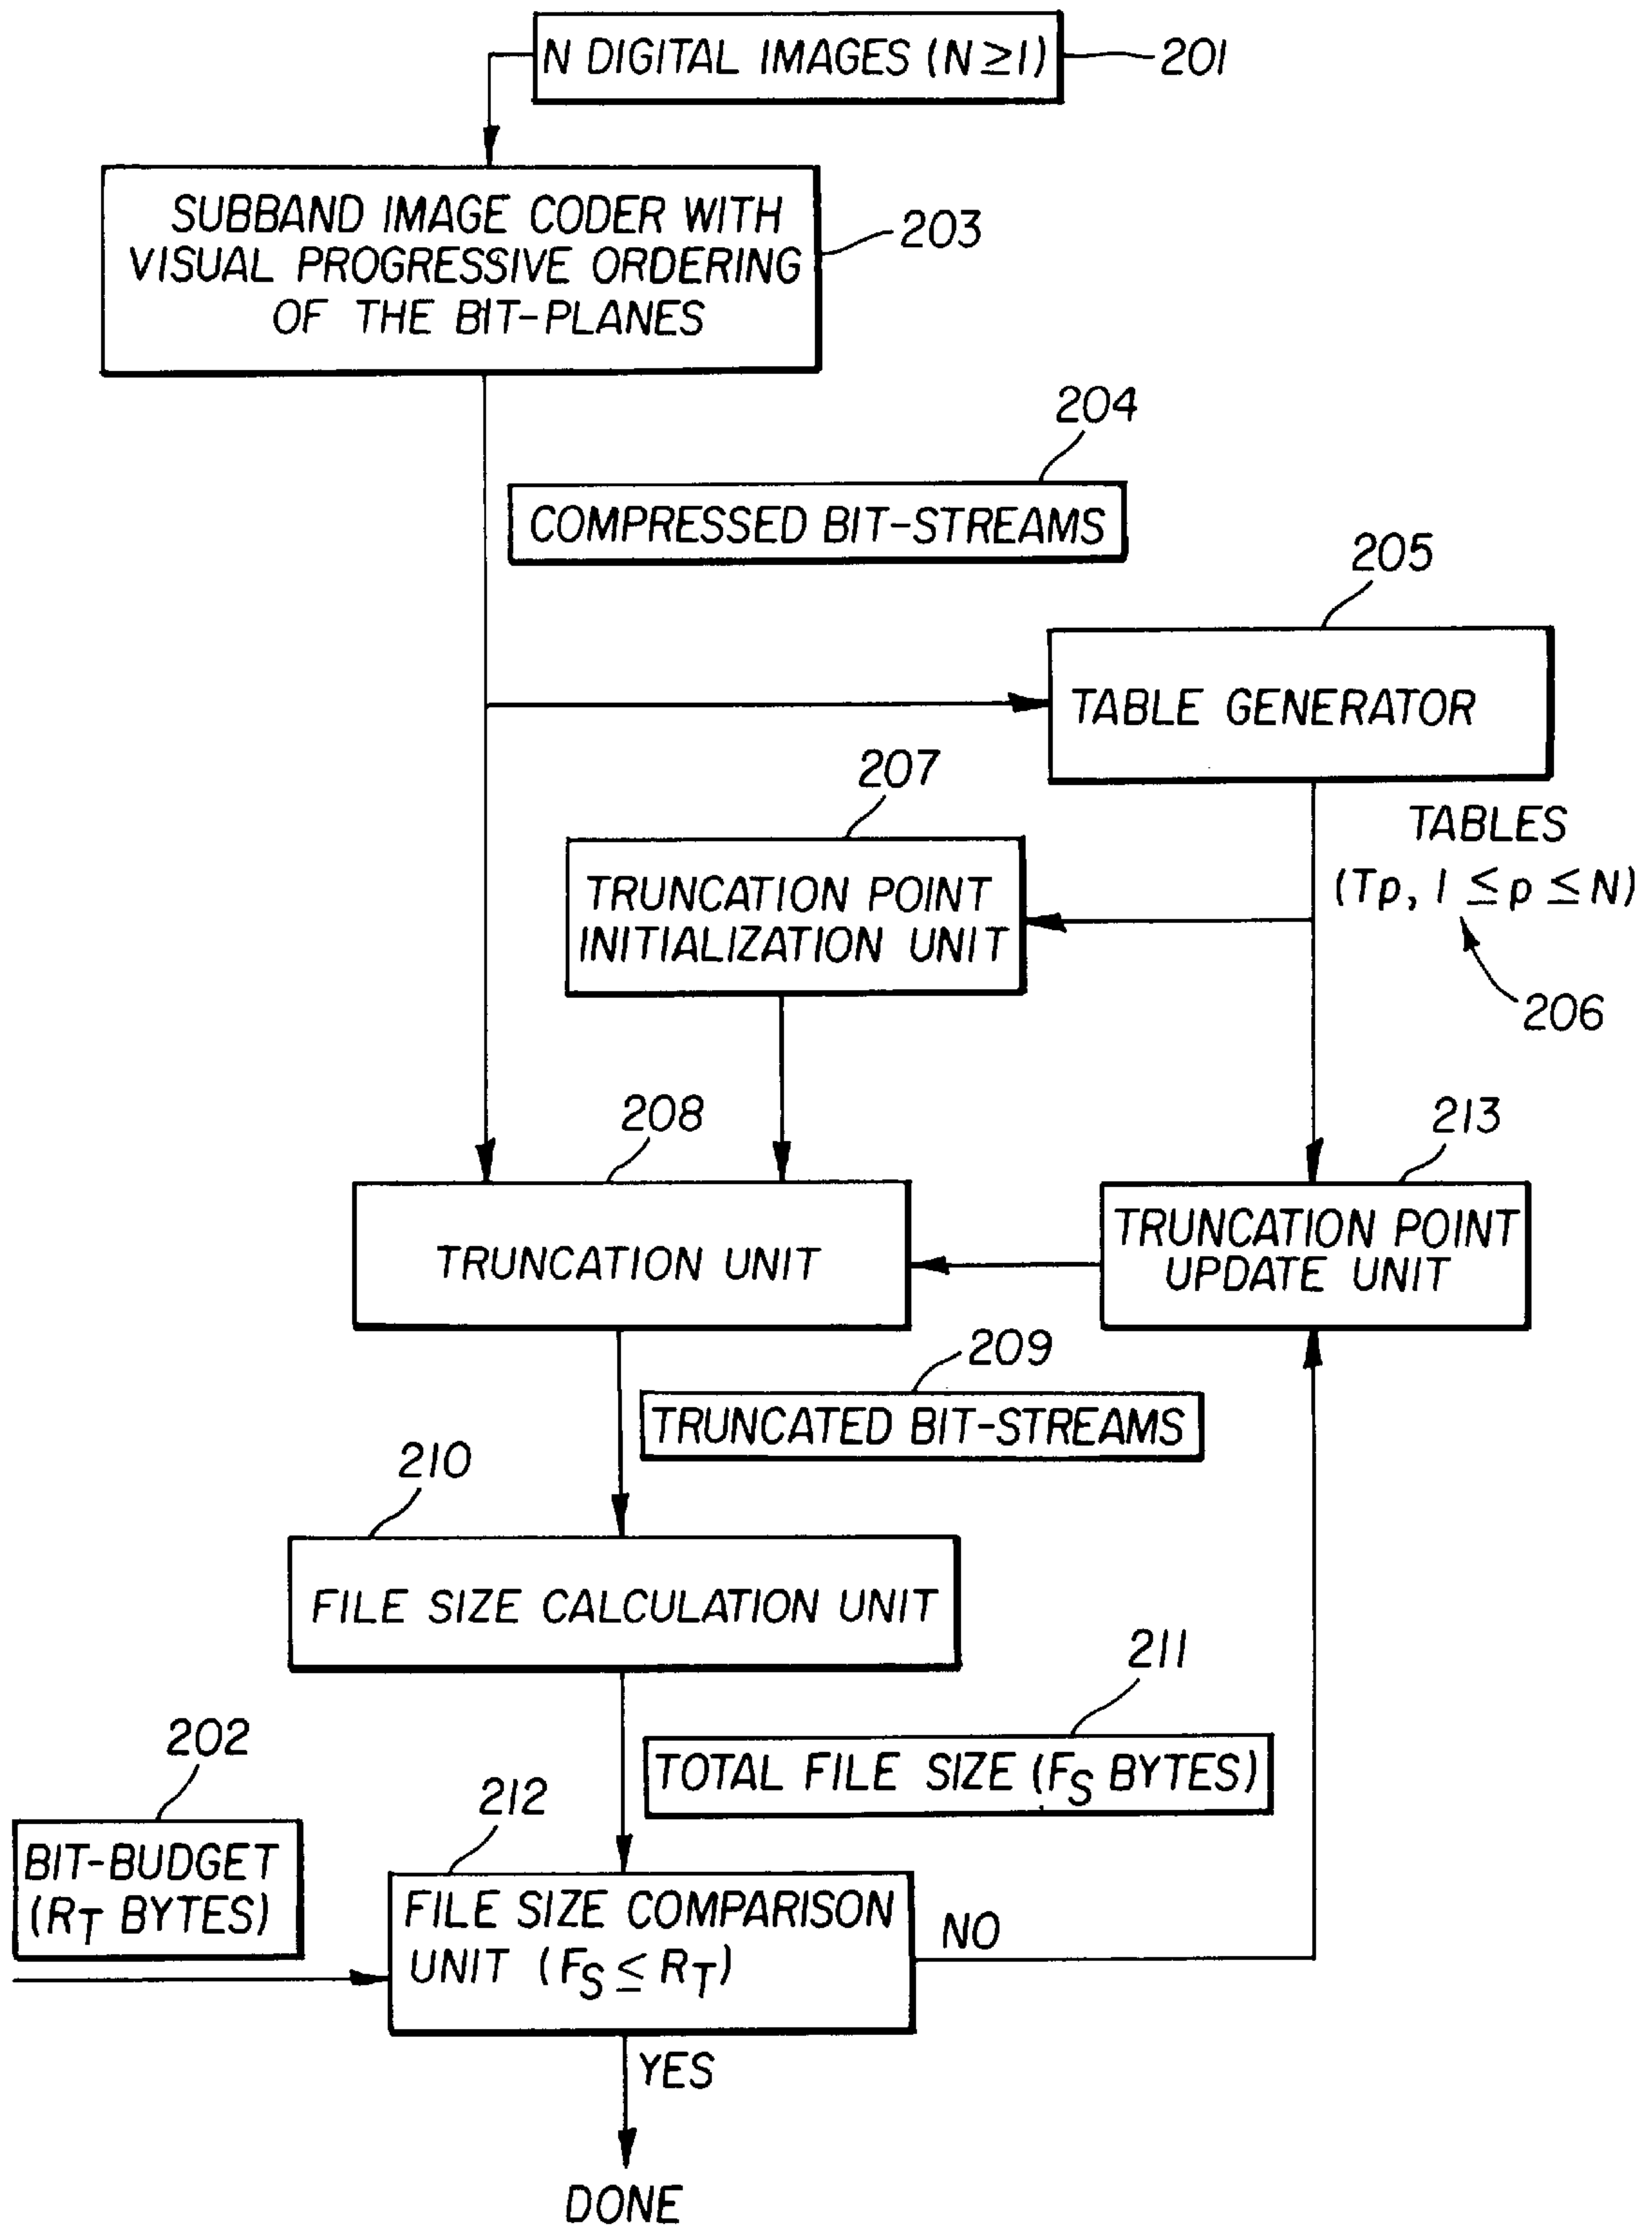 N DIGITAL IMAGES (N≥1)
201
SUBBAND IMAGE CODER WITH
VISUAL PROGRESSIVE ORDERING
OF THE BIT-PLANES
203
204
COMPRESSED BIT-STREAMS
205
TABLE GENERATOR
207
TABLES
(Tp, 1 ≤p ≤N)
206
TRUNCATION POINT
INITIALIZATION UNIT
208
213
TRUNCATION UNIT
TRUNCATION POINT
UPDATE UNIT
209
TRUNCATED BIT-STREAMS
210
FILE SIZE CALCULATION UNIT
211
TOTAL FILE SIZE (FS BYTES)
202
BIT-BUDGET
(RT BYTES)
212
FILE SIZE COMPARISON
UNIT (FS ≤ RT)
NO
YES
DONE